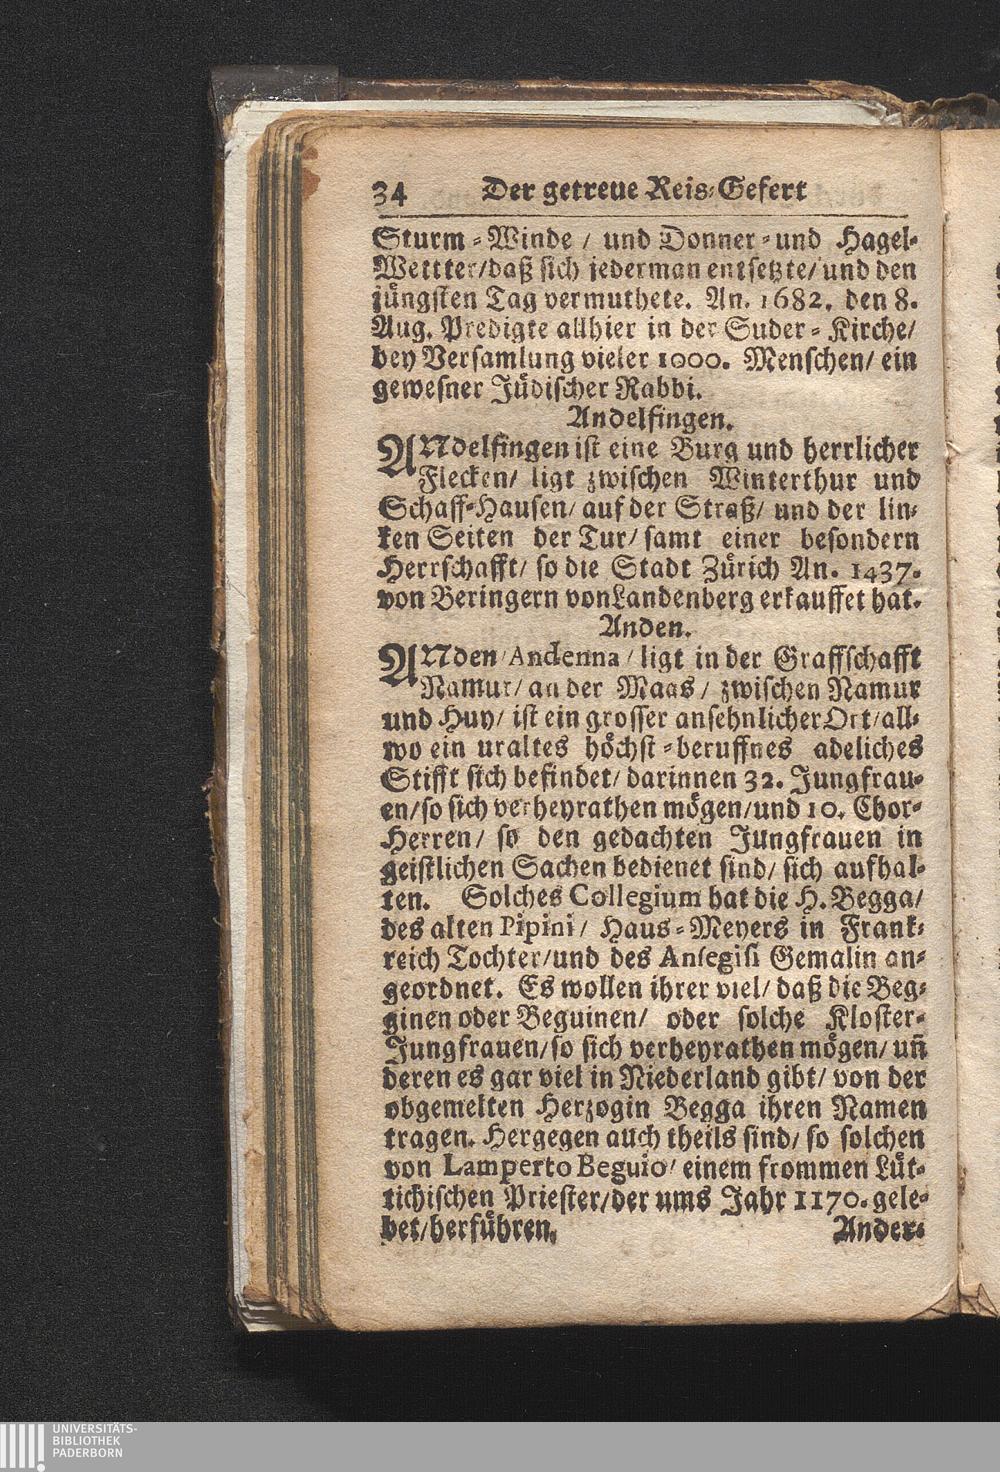 34 Der getreue Reis-Gefert
Sturm-Winde / und Donner-und Hagel-
Wettter/daß sich jederman entsetzte/und den
jüngsten Tag vermuthete. An. 1682. den 8.
Aug. Predigte allhier in der Suder-Kirche/
bey Versamlung vieler 1000. Menschen/ ein
gewesner Jüdischer Rabbi.
Andelfingen.
ANdelfingen ist eine Burg und herrlicher
Flecken/ ligt zwischen Winterthur und
Schaff-Hausen/ auf der Straß/ und der lin-
ken Seiten der Tur/ samt einer besondern
Herrschafft/ so die Stadt Zürich An. 1437.
von Beringern von Landenberg erkauffet hat.
Anden.
ANden/Andenna/ligt in der Graffschafft
Namur/ an der Maas/ zwischen Namur
und Huy/ ist ein grosser ansehnlicher Ort/all-
wo ein uraltes höchst-beruffnes adeliches
Stifft sich befindet/ darinnen 32. Jungfrau-
en/so sich verheyrathen mögen/und 10. Chor-
Herren/ so den gedachten Jungfrauen in
geistlichen Sachen bedienet sind/ sich aufhal-
ten. Solches Collegium hat die H. Begga/
des alten Pipini/ Haus-Meyers in Frank-
reich Tochter/und des Ansegisi Gemalin an-
geordnet. Es wollen ihrer viel/ daß die Beg-
ginen oder Beguinen/ oder solche Kloster-
Jungfrauen/so sich verheyrathen mögen/ uñ
deren es gar viel in Niederland gibt/ von der
obgemelten Herzogin Begga ihren Namen
tragen. Hergegen auch theils sind/ so solchen
von Lamperto Beguio/ einem frommen Lüt-
tichischen Priester/der ums Jahr 1170. gele-
bet/herführen.
Ander-
UNIVERSITÄTS-
BIBLIOTHEK
PADERBORN